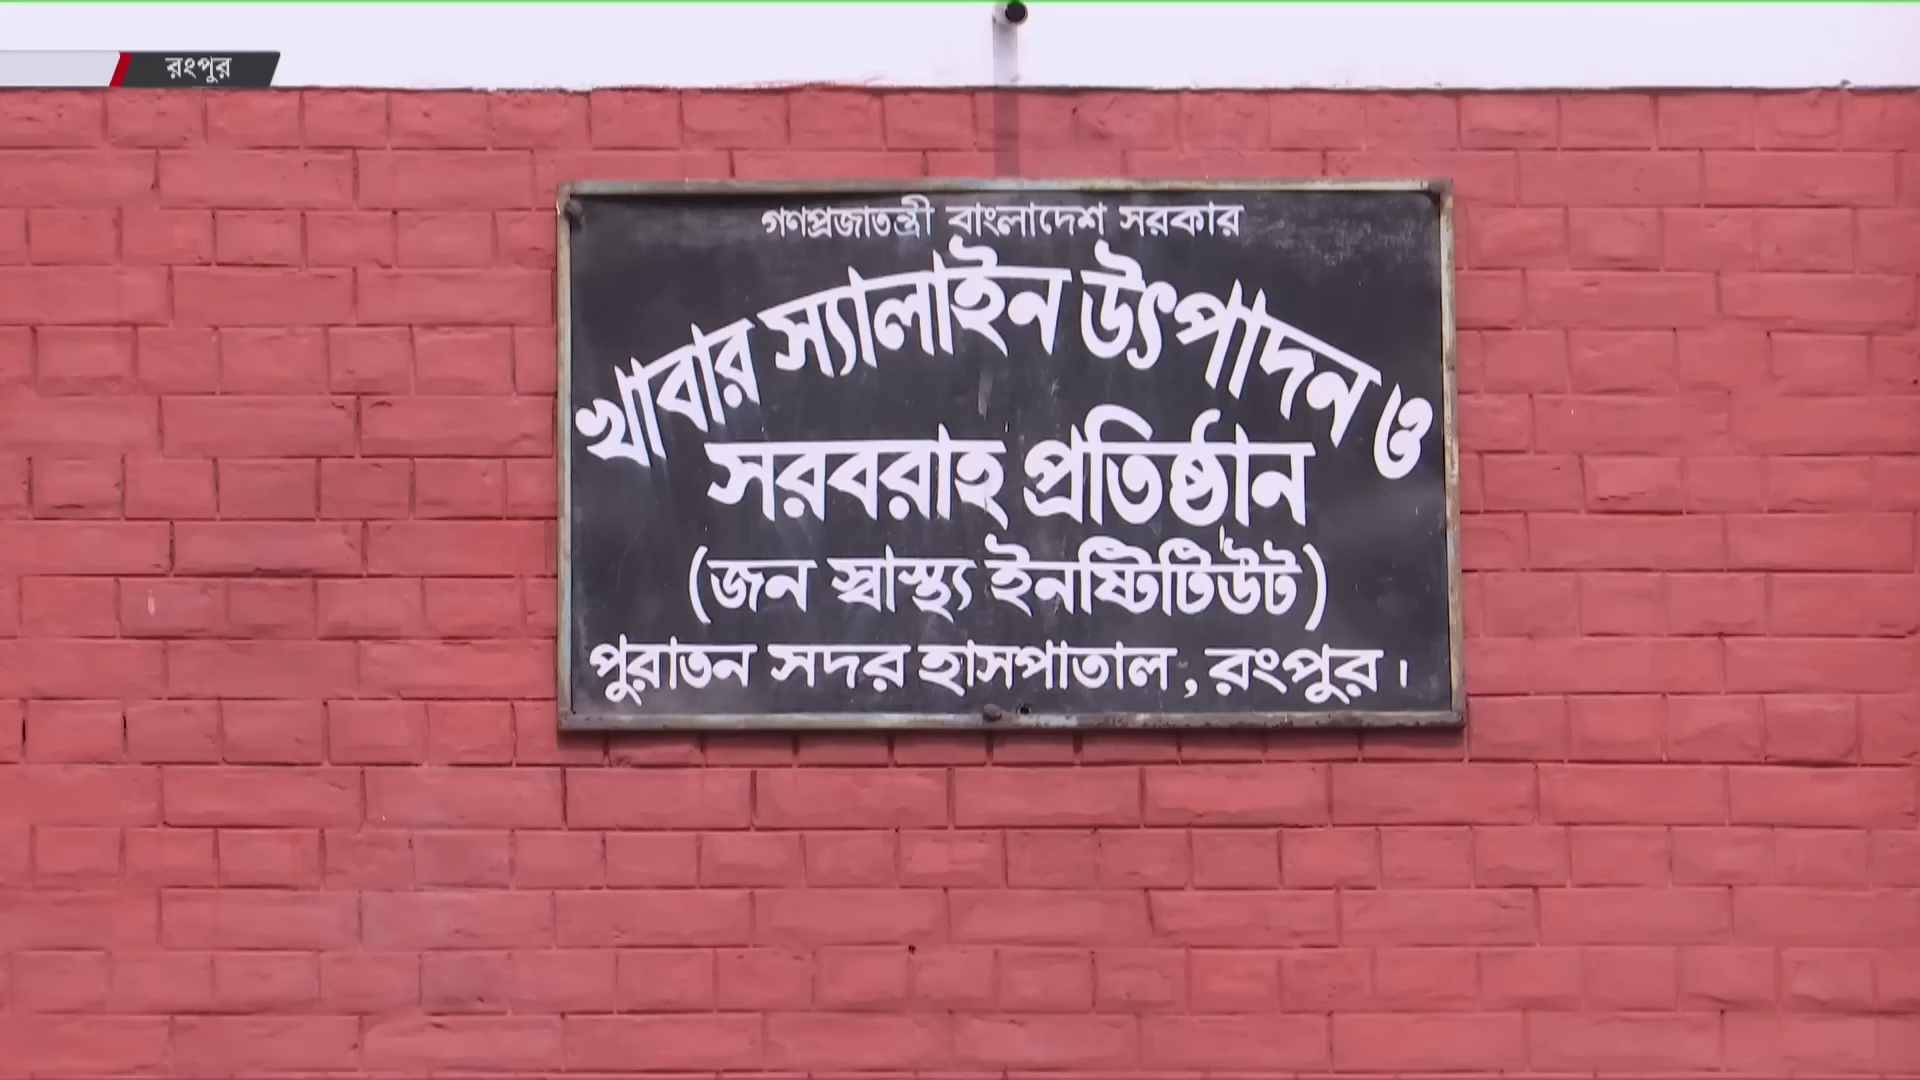 রংপুর
গণপ্রজাতন্ত্রী বাংলাদেশ সরকার
খাবার স্যালাইন উৎপাদন ও
সরবরাহ প্রতিষ্ঠান
(জন স্বাস্থ্য ইনষ্টিটিউট)
পুরাতন সদর হাসপাতাল, রংপুর।